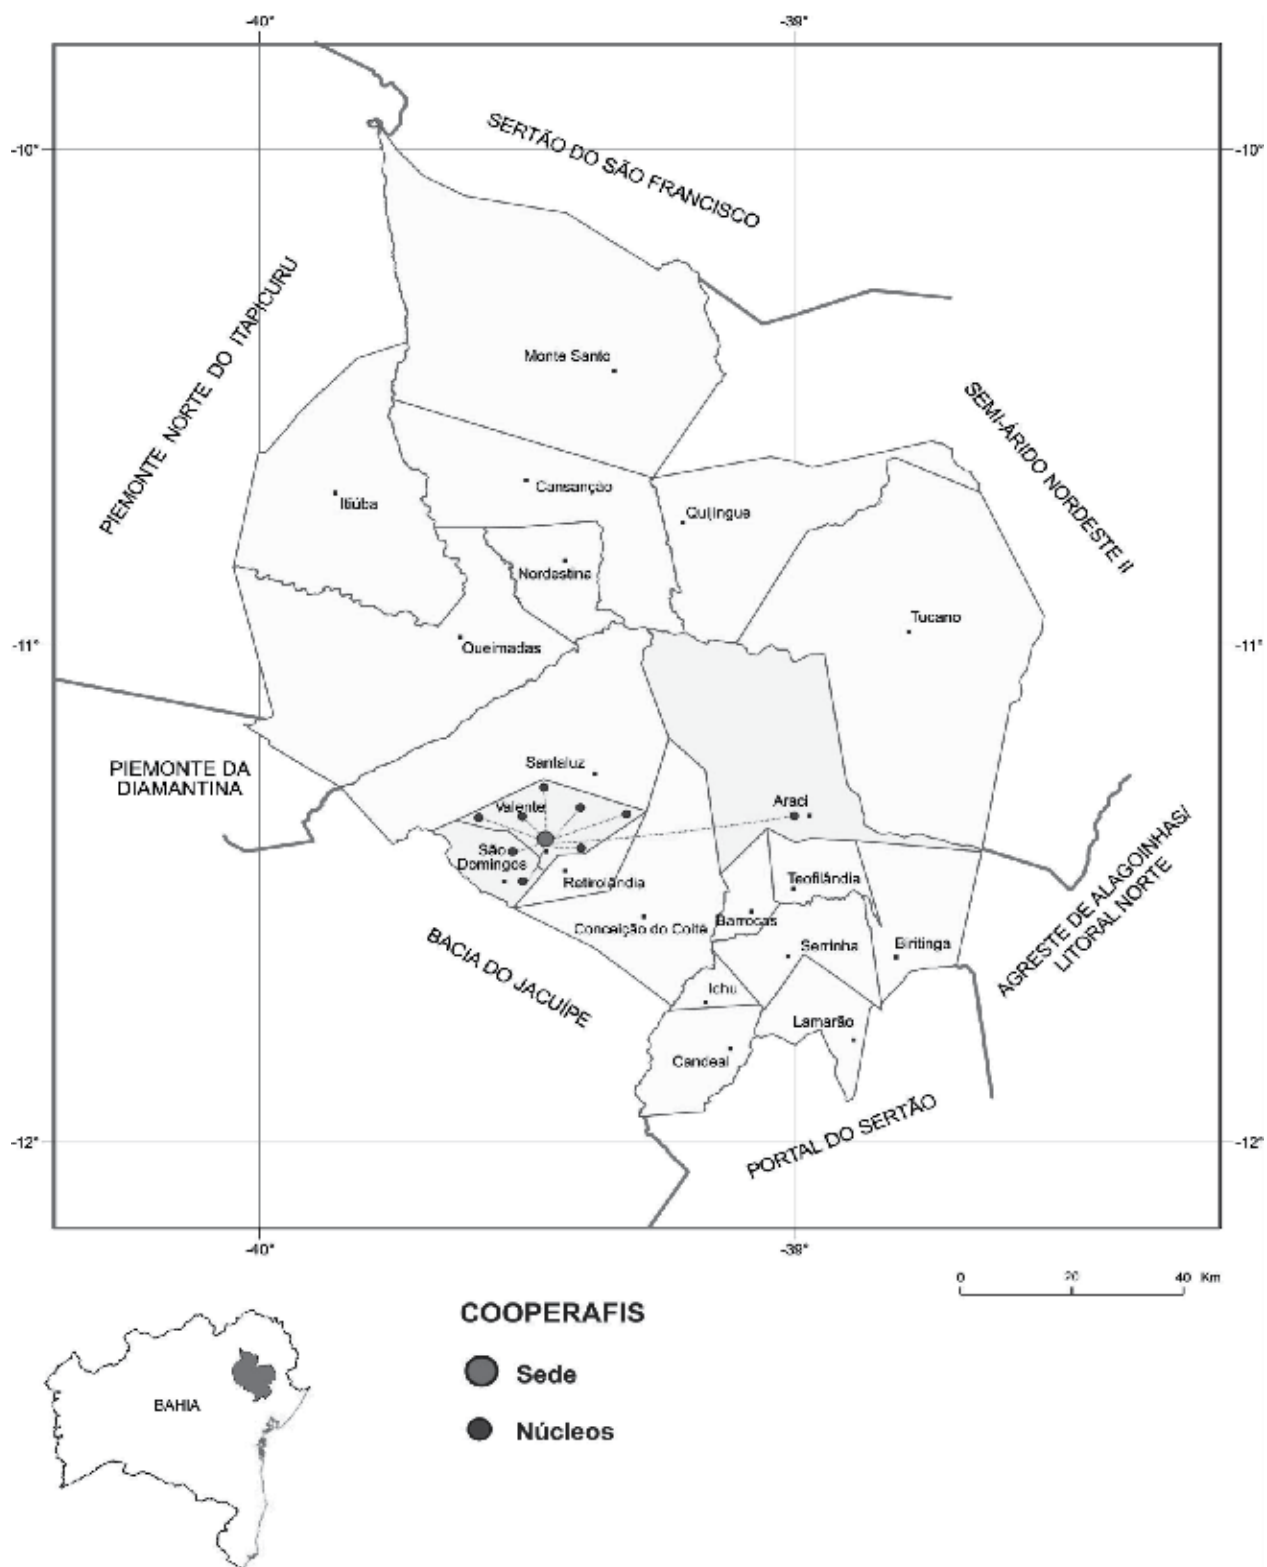 -40°
-39°
-10°
-10°
SERTÃO DO SÃO FRANCISCO
PIEMONTE NORTE DO ITAPICURU
Monte Santo
SEMI-ÁRIDO NORDESTE II
Itiúba
Cansanção
Quijingue
Nordestina
Tucano
-11°
-11°
Queimadas
PIEMONTE DA
DIAMANTINA
Santaluz
Valente
Araci
São
Domingos
Retirolândia
Teofilândia
AGRESTE DE ALAGOINHAS/
LITORAL NORTE
Conceição do Coité
Barrocas
Serrinha
Biritinga
BACIA DO JACUÍPE
Ichu
Lamarão
Candeal
PORTAL DO SERTÃO
-12°
-12°
-40°
-39°
0 20 40 Km
COOPERAFIS
Sede
Núcleos
BAHIA